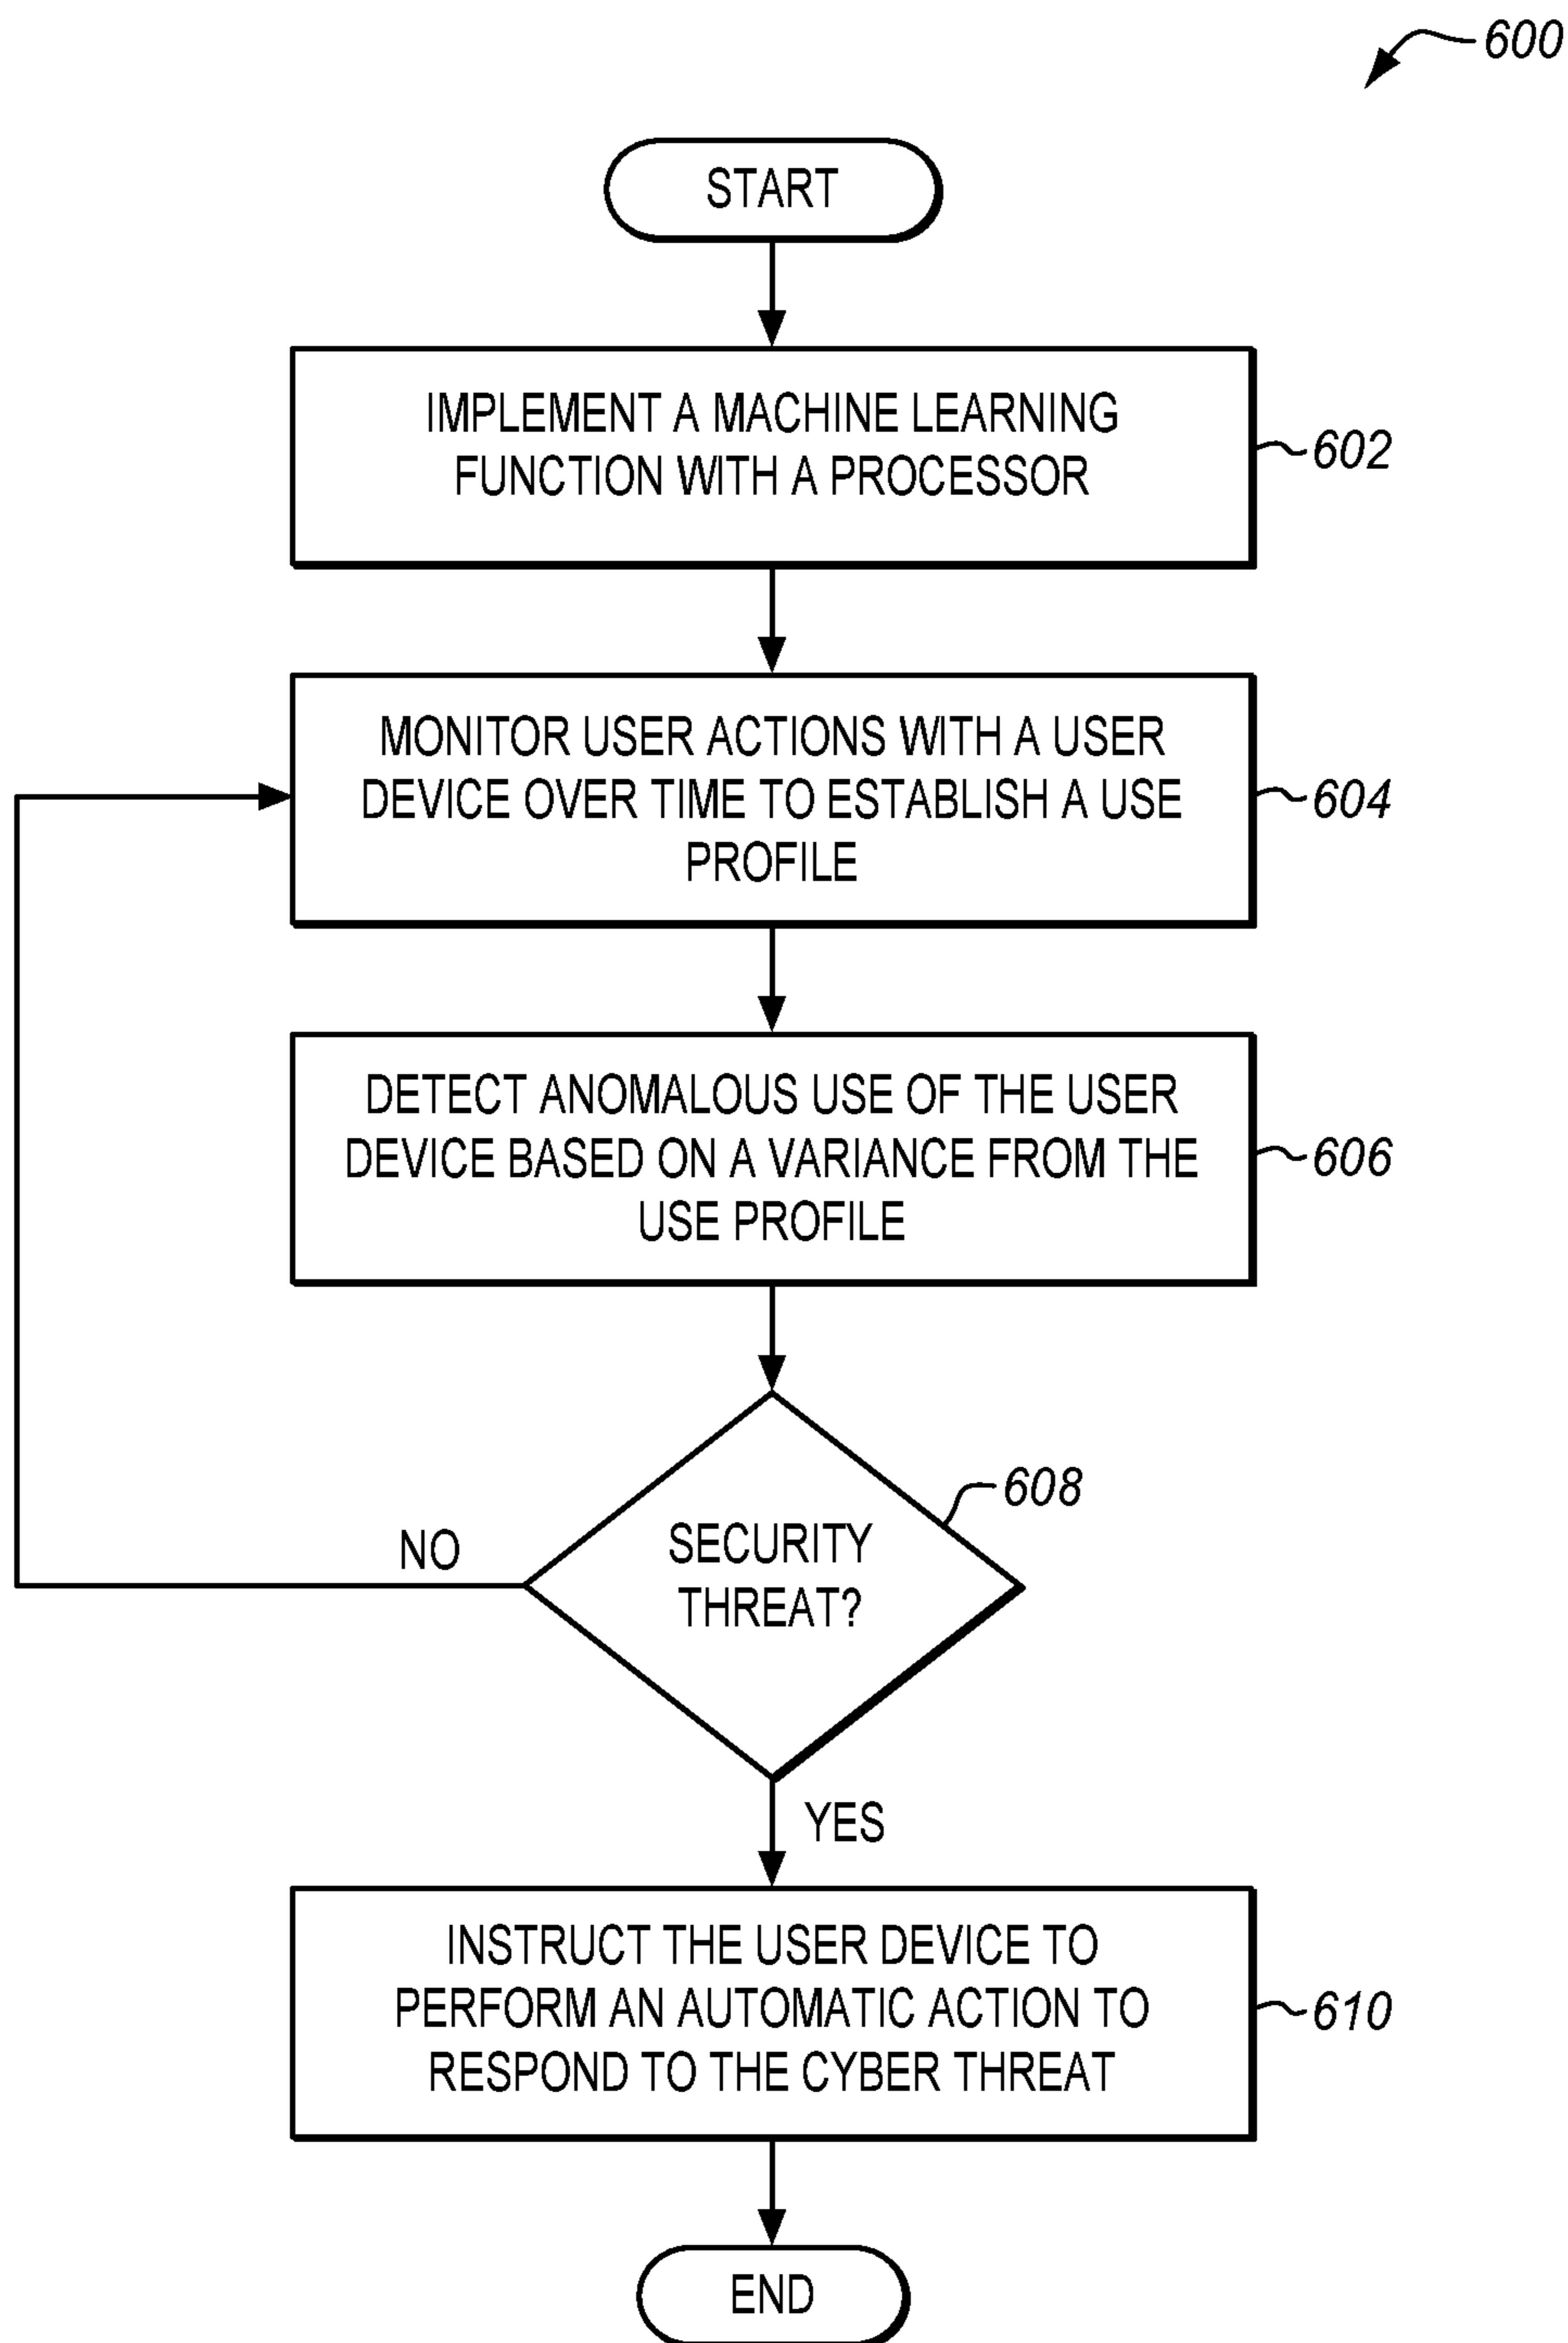 600
START
IMPLEMENT A MACHINE LEARNING
FUNCTION WITH A PROCESSOR
602
MONITOR USER ACTIONS WITH A USER
DEVICE OVER TIME TO ESTABLISH A USE
PROFILE
604
DETECT ANOMALOUS USE OF THE USER
DEVICE BASED ON A VARIANCE FROM THE
USE PROFILE
606
608
SECURITY
THREAT?
NO
YES
INSTRUCT THE USER DEVICE TO
PERFORM AN AUTOMATIC ACTION TO
RESPOND TO THE CYBER THREAT
610
END